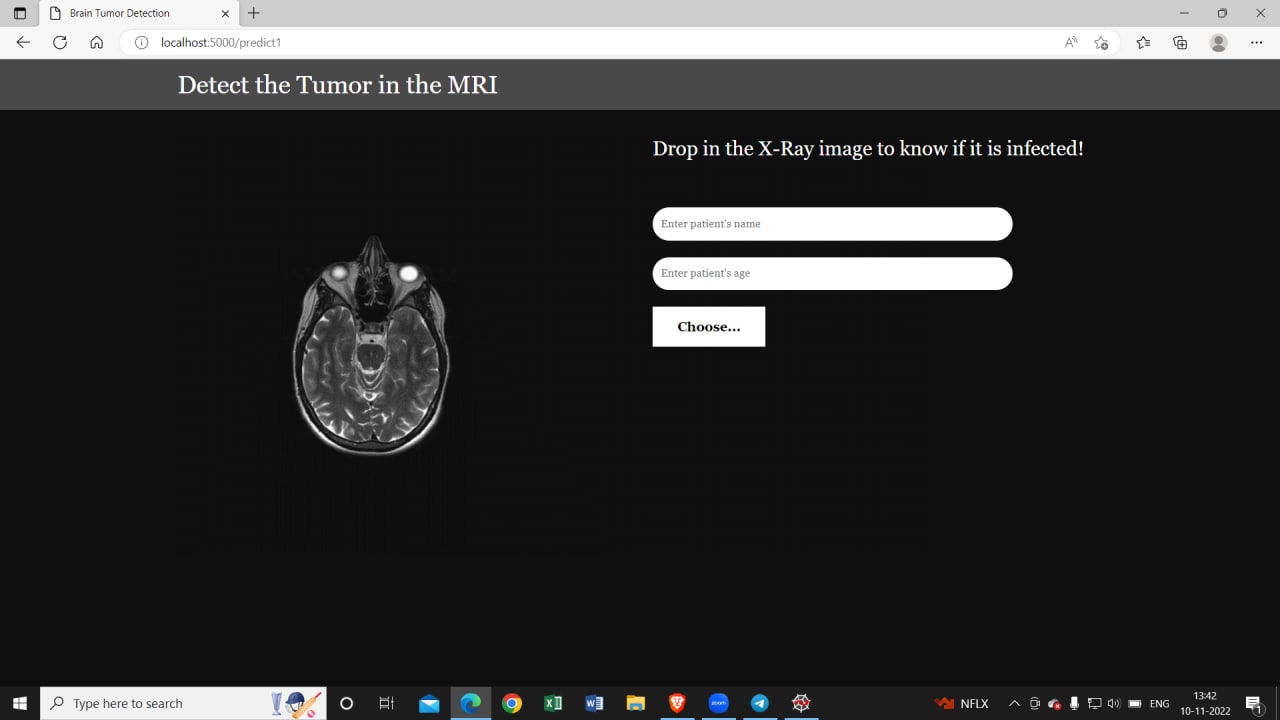 Brain Tumor Detection
localhost:5000/predict1
Detect the Tumor in the MRI
Drop in the X-Ray image to know if it is infected!
Enter patient's name
Enter patient's age
Choose...
Type here to search
zoom
NFLX
ENG
13:42
10-11-2022
1